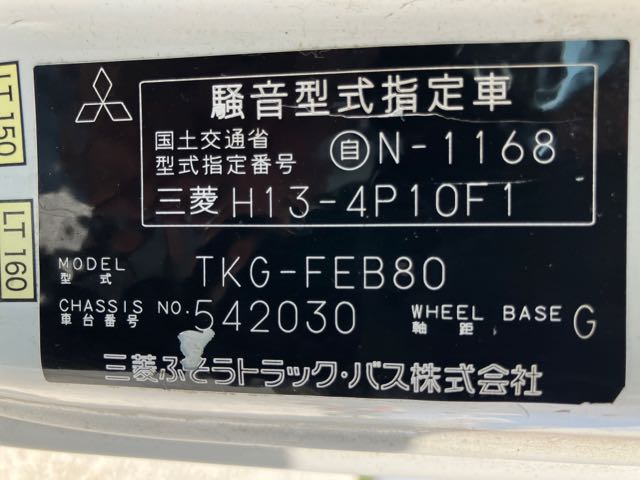 LT 150
LT 160
騒音型式指定車
国土交通省
型式指定番号
自N-1168
三菱 H13-4P10F1
MODEL
型式
TKG-FEB80
CHASSIS NO.
車台番号
542030
WHEEL BASE
軸距
G
三菱ふそうトラック・バス株式会社